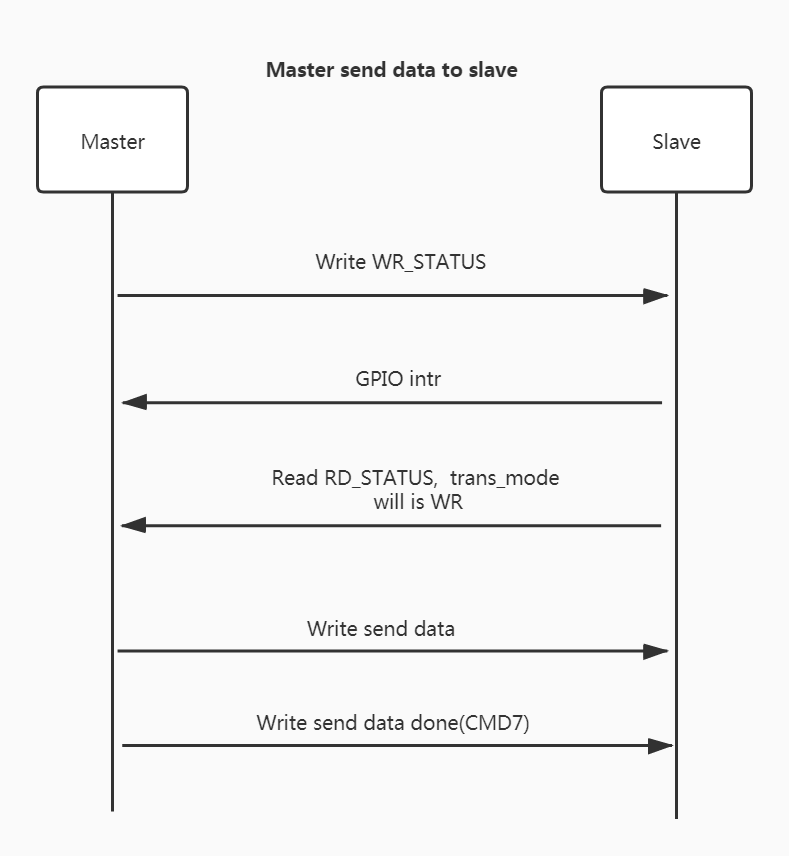 Master send data to slave
Master
Slave
Write WR_STATUS
GPIO intr
Read RD_STATUS, trans_mode
will is WR
Write send data
Write send data done(CMD7)